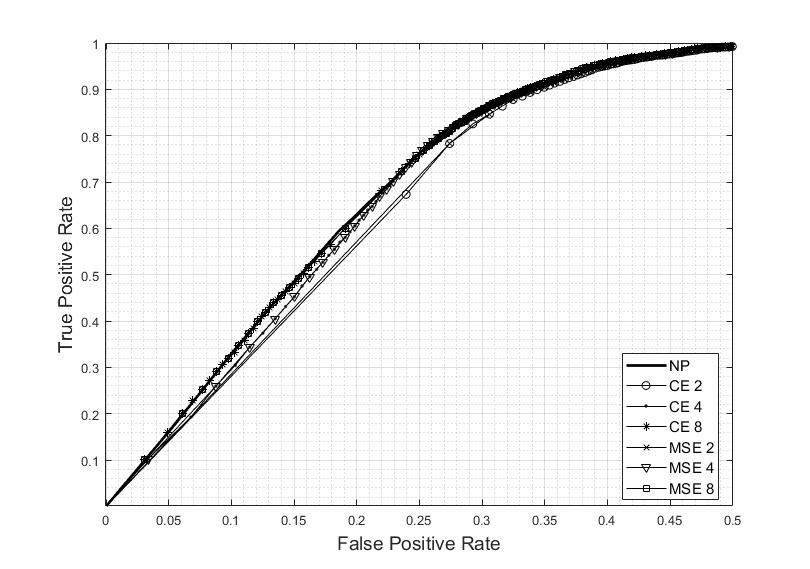 1
0.9
0.8
0.7
0.6
0.5
0.4
0.3
0.2
0.1
True Positive Rate
NP
CE 2
CE 4
CE 8
MSE 2
MSE 4
MSE 8
0 0.05 0.1 0.15 0.2 0.25 0.3 0.35 0.4 0.45 0.5
False Positive Rate